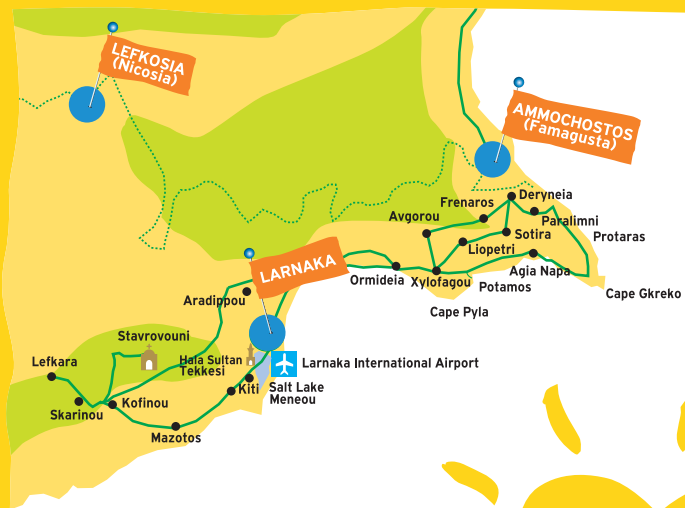 LEFKOSIA
(Nicosia)
AMMOCHOSTOS
(Famagusta)
Deryneia
Frenaros
Paralimni
Avgorou
Sotira
Protaras
Liopetri
LARNAKA
Agia Napa
Ormideia
Xylofagou
Potamos
Cape Gkreko
Aradippou
Cape Pyla
Stavrovouni
Hala Sultan
Tekkesi
Larnaka International Airport
Lefkara
Kiti
Salt Lake
Meneou
Skarinou
Kofinou
Mazotos